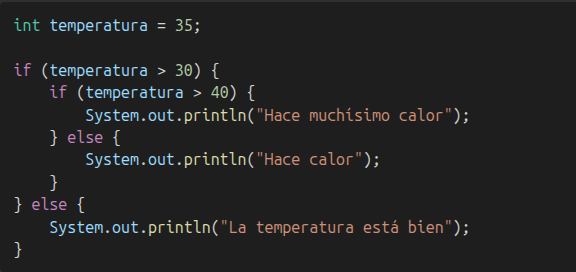 int temperatura = 35;
if (temperatura > 30) {
if (temperatura > 40) {
System.out.println("Hace muchísimo calor");
} else {
System.out.println("Hace calor");
}
} else {
System.out.println("La temperatura está bien");
}